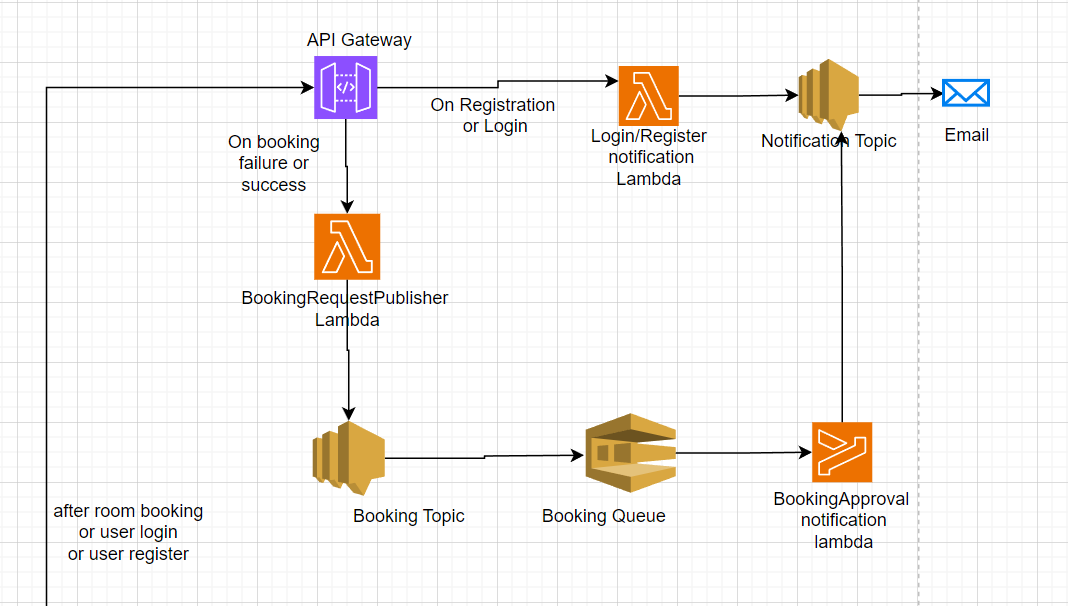 API Gateway
On Registration
or Login
On booking
failure or
success
Login/Register
notification
Lambda
Notification Topic
Email
BookingRequestPublisher
Lambda
after room booking
or user login
or user register
Booking Topic
Booking Queue
BookingApproval
notification
lambda